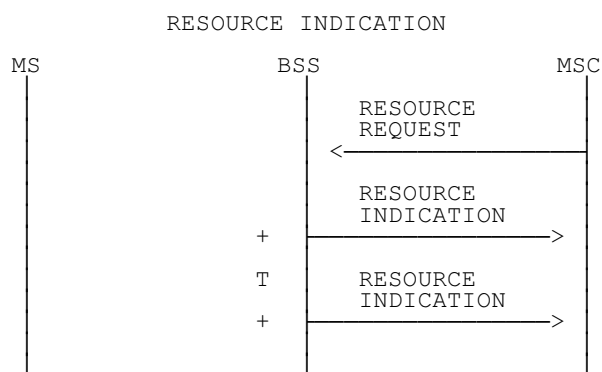 RESOURCE INDICATION
MS BSS MSC
RESOURCE
REQUEST
RESOURCE
INDICATION
+
T RESOURCE
INDICATION
+